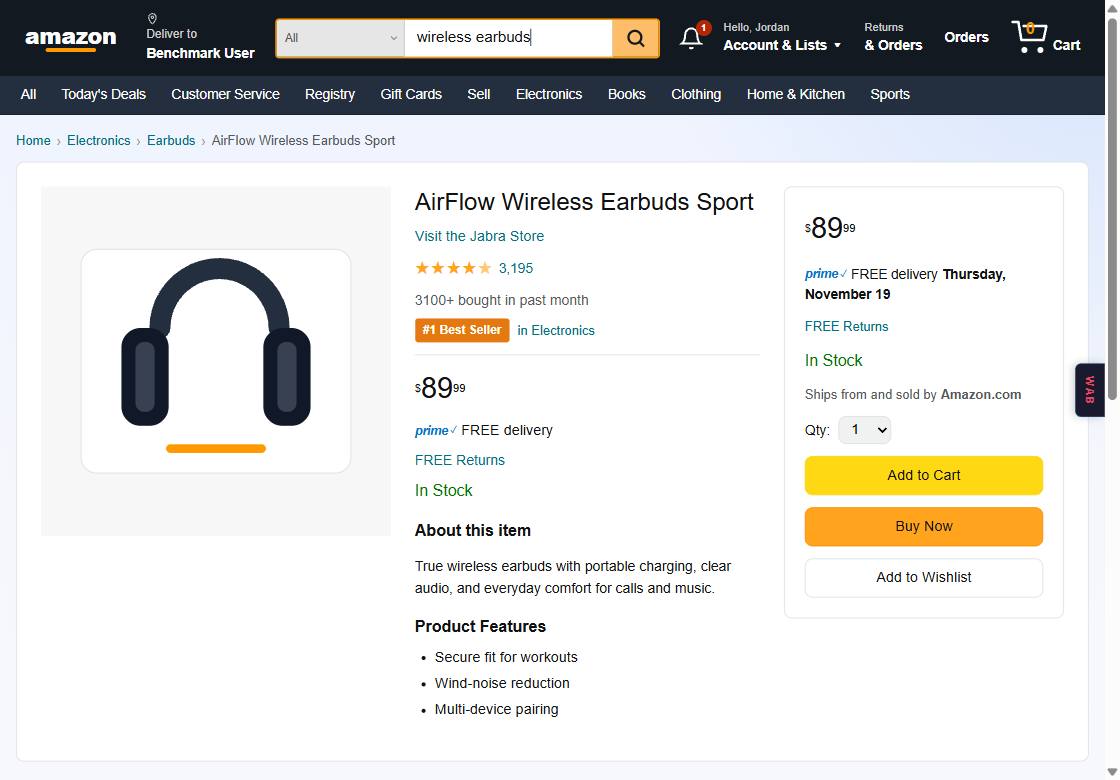 amazon
Deliver to
Benchmark User
All
wireless earbuds
1
Hello, Jordan
Account & Lists
Returns
& Orders
Orders
0
Cart
All Today's Deals Customer Service Registry Gift Cards Sell Electronics Books Clothing Home & Kitchen Sports
Home › Electronics › Earbuds › AirFlow Wireless Earbuds Sport
AirFlow Wireless Earbuds Sport
Visit the Jabra Store
★★★★★ 3,195
3100+ bought in past month
#1 Best Seller in Electronics
$8999
prime✓ FREE delivery
FREE Returns
In Stock
About this item
True wireless earbuds with portable charging, clear
audio, and everyday comfort for calls and music.
Product Features
• Secure fit for workouts
• Wind-noise reduction
• Multi-device pairing
$8999
prime✓ FREE delivery Thursday,
November 19
FREE Returns
In Stock
Ships from and sold by Amazon.com
Qty: 1
Add to Cart
Buy Now
Add to Wishlist
WAB